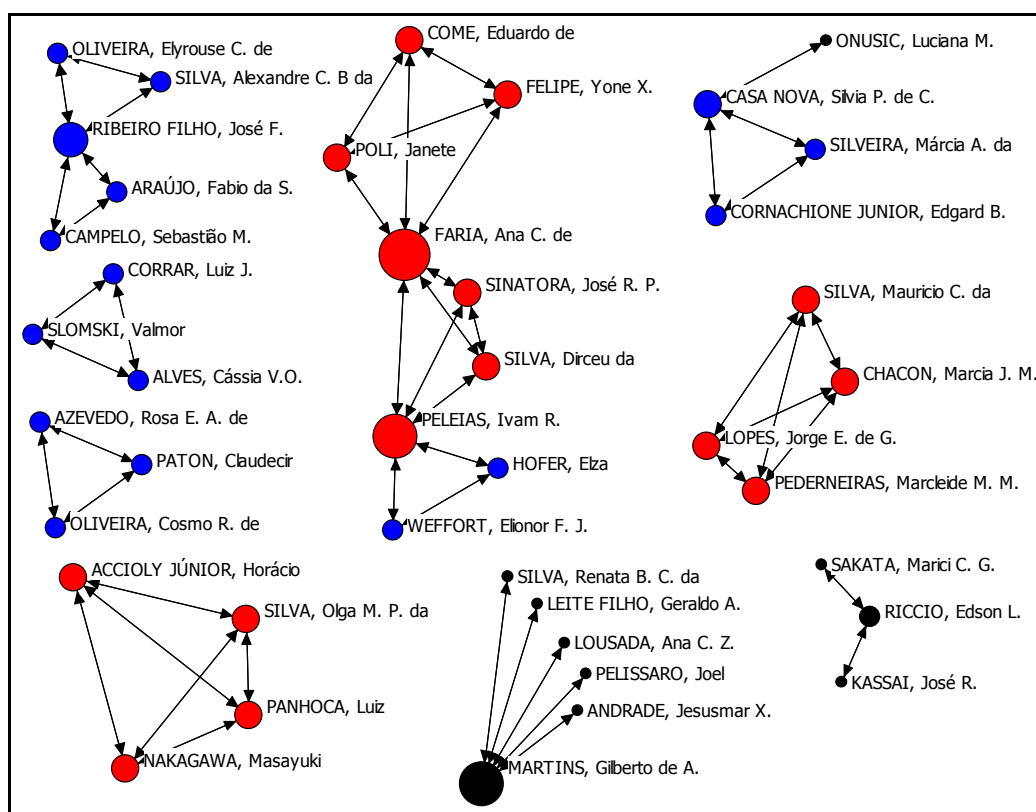 OLIVEIRA, Elyrouse C. de
SILVA, Alexandre C. B da
RIBEIRO FILHO, José F.
ARAÚJO, Fabio da S.
CAMPELO, Sebastião M.
CORRAR, Luiz J.
SLOMSKI, Valmor
ALVES, Cássia V.O.
AZEVEDO, Rosa E. A. de
PATON, Claudecir
OLIVEIRA, Cosmo R. de
ACCIOLY JÚNIOR, Horácio
SILVA, Olga M. P. da
PANHOCA, Luiz
NAKAGAWA, Masayuki
COME, Eduardo de
FELIPE, Yone X.
POLI, Janete
FARIA, Ana C. de
SINATORA, José R. P.
SILVA, Dirceu da
PELEIAS, Ivam R.
HOFER, Elza
WEFFORT, Elionor F. J.
SILVA, Renata B. C. da
LEITE FILHO, Geraldo A.
LOUSADA, Ana C. Z.
PELISSARO, Joel
ANDRADE, Jesusmar X.
MARTINS, Gilberto de A.
ONUSIC, Luciana M.
CASA NOVA, Silvia P. de C.
SILVEIRA, Márcia A. da
CORNACHIONE JUNIOR, Edgard B.
SILVA, Mauricio C. da
CHACON, Marcia J. M.
LOPES, Jorge E. de G.
PEDERNEIRAS, Marcleide M. M.
SAKATA, Marici C. G.
RICCIO, Edson L.
KASSAI, José R.